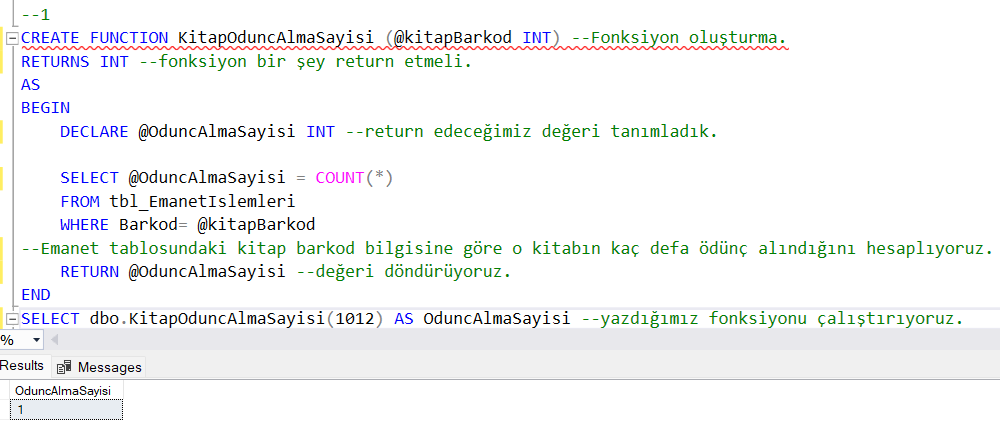 --1
CREATE FUNCTION KitapOduncAlmaSayisi (@kitapBarkod INT) --Fonksiyon oluşturma.
RETURNS INT --fonksiyon bir şey return etmeli.
AS
BEGIN
DECLARE @OduncAlmaSayisi INT --return edeceğimiz değeri tanımladık.
SELECT @OduncAlmaSayisi = COUNT(*)
FROM tbl_EmanetIslemleri
WHERE Barkod= @kitapBarkod
--Emanet tablosundaki kitap barkod bilgisine göre o kitabın kaç defa ödünç alındığını hesaplıyoruz.
RETURN @OduncAlmaSayisi --değeri döndürüyoruz.
END
SELECT dbo.KitapOduncAlmaSayisi(1012) AS OduncAlmaSayisi --yazdığımız fonksiyonu çalıştırıyoruz.
%
Results Messages
OduncAlmaSayisi
1